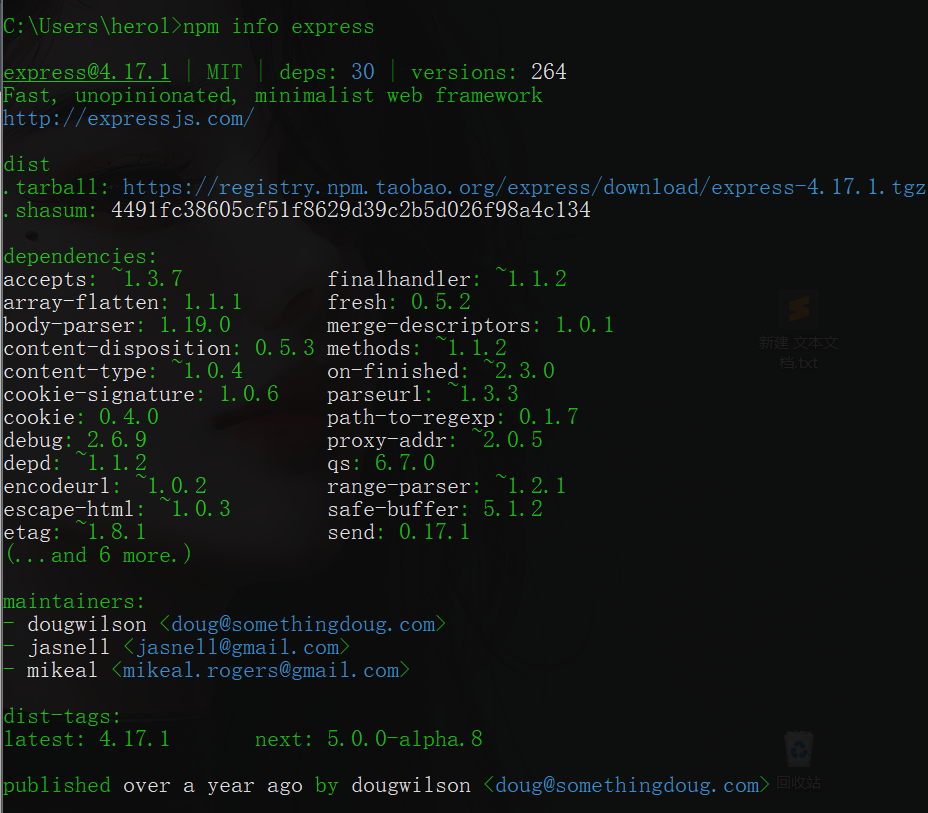 C:\Users\herol>npm info express
express@4.17.1 | MIT | deps: 30 | versions: 264
Fast, unopinionated, minimalist web framework
http://expressjs.com/
dist
.tarball: https://registry.npm.taobao.org/express/download/express-4.17.1.tgz
.shasum: 4491fc38605cf51f8629d39c2b5d026f98a4c134
dependencies:
accepts: ~1.3.7 finalhandler: ~1.1.2
array-flatten: 1.1.1 fresh: 0.5.2
body-parser: 1.19.0 merge-descriptors: 1.0.1
content-disposition: 0.5.3 methods: ~1.1.2
content-type: ~1.0.4 on-finished: ~2.3.0
cookie-signature: 1.0.6 parseurl: ~1.3.3
cookie: 0.4.0 path-to-regexp: 0.1.7
debug: 2.6.9 proxy-addr: ~2.0.5
depd: ~1.1.2 qs: 6.7.0
encodeurl: ~1.0.2 range-parser: ~1.2.1
escape-html: ~1.0.3 safe-buffer: 5.1.2
etag: ~1.8.1 send: 0.17.1
(...and 6 more.)
maintainers:
- dougwilson <doug@somethingdoug.com>
- jasnell <jasnell@gmail.com>
- mikeal <mikeal.rogers@gmail.com>
dist-tags:
latest: 4.17.1 next: 5.0.0-alpha.8
published over a year ago by dougwilson <doug@somethingdoug.com>
新建 文本文
档.txt
回收站